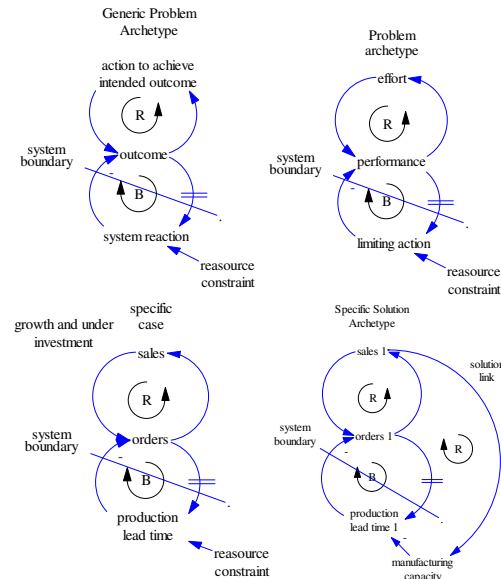 Generic Problem
Archetype
action to achieve
intended outcome
R
outcome
system
boundary
-
B
system reaction
reasource
constraint
Problem
archetype
effort
R
performance
system
boundary
-
B
limiting action
reasource
constraint
growth and under
investment
specific
case
sales
R
orders
system
boundary
-
B
production
lead time
reasource
constraint
Specific Solution
Archetype
sales 1
solution
link
R
orders 1
R
system
boundary
-
B
production
lead time 1
-
manufacturing
capacity